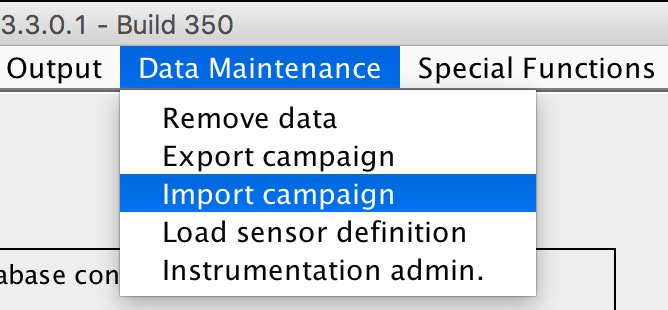 3.3.0.1 - Build 350
Output Data Maintenance Special Functions
Remove data
Export campaign
Import campaign
Load sensor definition
Instrumentation admin.
abase con